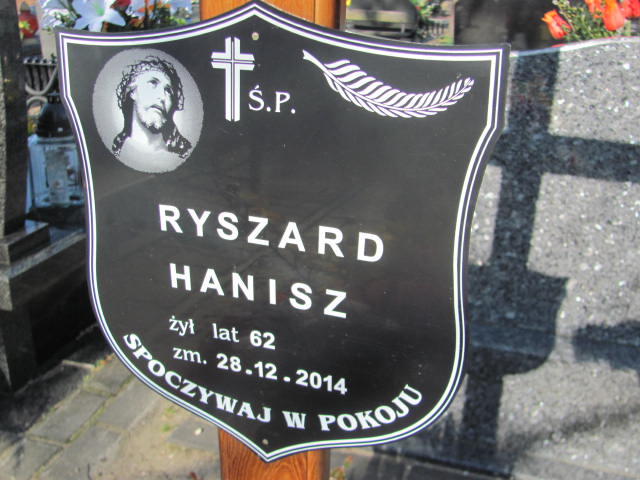 Ś.P.
RYSZARD
HANISZ
żył lat 62
zm. 28.12.2014
SPOCZYWAJ W POKOJU